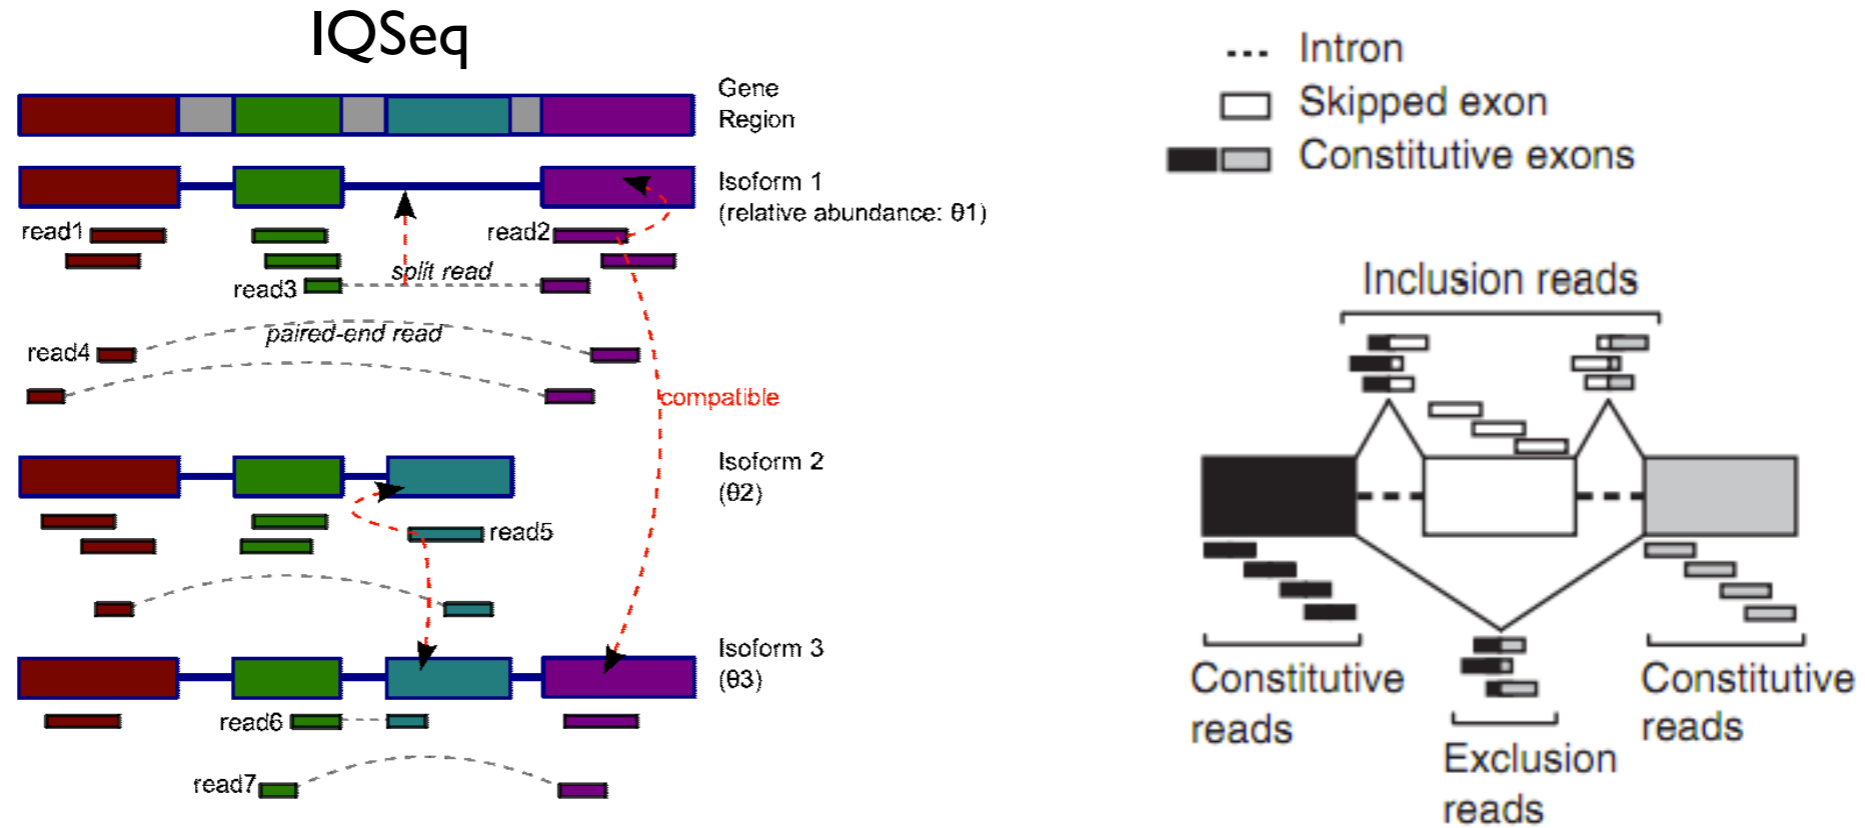 IQSeq
Gene
Region
Isoform 1
(relative abundance: θ1)
read1
read2
split read
read3
paired-end read
read4
compatible
Isoform 2
(θ2)
read5
Isoform 3
(θ3)
read6
read7
Intron
Skipped exon
Constitutive exons
Inclusion reads
Constitutive
reads
Constitutive
reads
Exclusion
reads